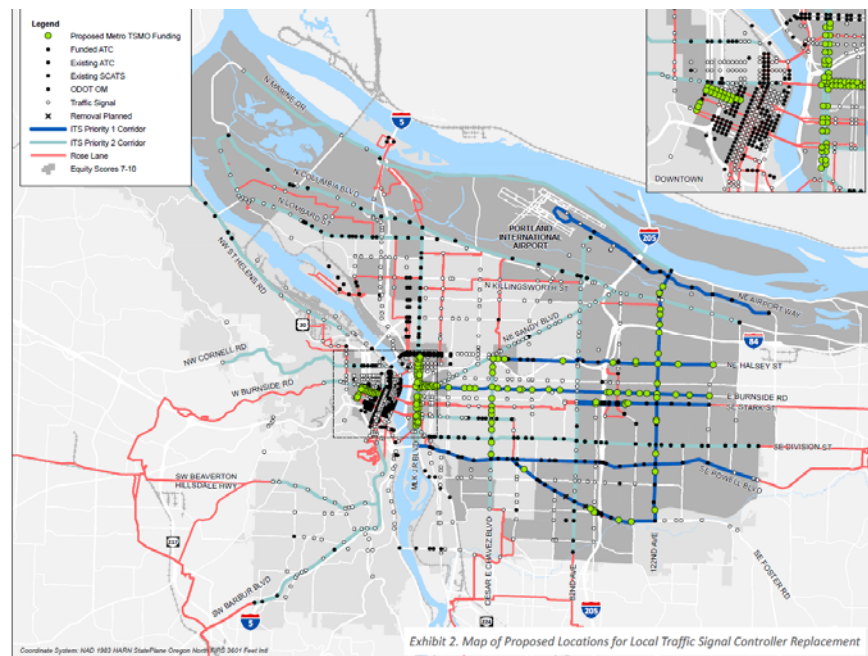 Legend
Proposed Metro TSMO Funding
Funded ATC
Existing ATC
Existing SCATS
ODOT OM
Traffic Signal
Removal Planned
ITS Priority 1 Corridor
ITS Priority 2 Corridor
Rose Lane
Equity Scores 7-10
DOWNTOWN
N MARINE DR
5
N COLUMBIA BLVD
N LOMBARD ST
PORTLAND
INTERNATIONAL
AIRPORT
205
NW ST HELENS RD
N KILLINGSWORTH ST
NE AIRPORT WAY
30
NE SANDY BLVD
84
NW CORNELL RD
NE HALSEY ST
W BURNSIDE RD
E BURNSIDE RD
SE STARK ST
MLK JR BLVD
SE DIVISION ST
SW BEAVERTON
HILLSDALE HWY
SE POWELL BLVD
217
CESAR E CHAVEZ BLVD
82ND AVE
122ND AVE
SE FOSTER RD
SW BARBUR BLVD
5
205
Exhibit 2. Map of Proposed Locations for Local Traffic Signal Controller Replacement
Coordinate System: NAD 1983 HARN StatePlane Oregon North FIPS 3601 Feet Intl